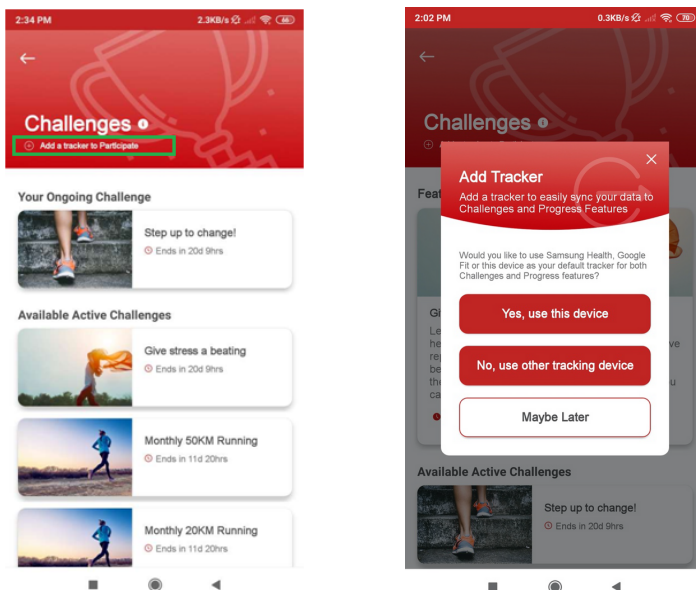 2:34 PM 2.3KB/s 66
Challenges
Add a tracker to Participate
Your Ongoing Challenge
Step up to change!
Ends in 20d 9hrs
Available Active Challenges
Give stress a beating
Ends in 20d 9hrs
Monthly 50KM Running
Ends in 11d 20hrs
Monthly 20KM Running
Ends in 11d 20hrs
2:02 PM 0.3KB/s 70
Challenges
Add Tracker
Add a tracker to easily sync your data to
Challenges and Progress Features
Would you like to use Samsung Health, Google
Fit or this device as your default tracker for both
Challenges and Progress features?
Yes, use this device
No, use other tracking device
Maybe Later
Available Active Challenges
Step up to change!
Ends in 20d 9hrs